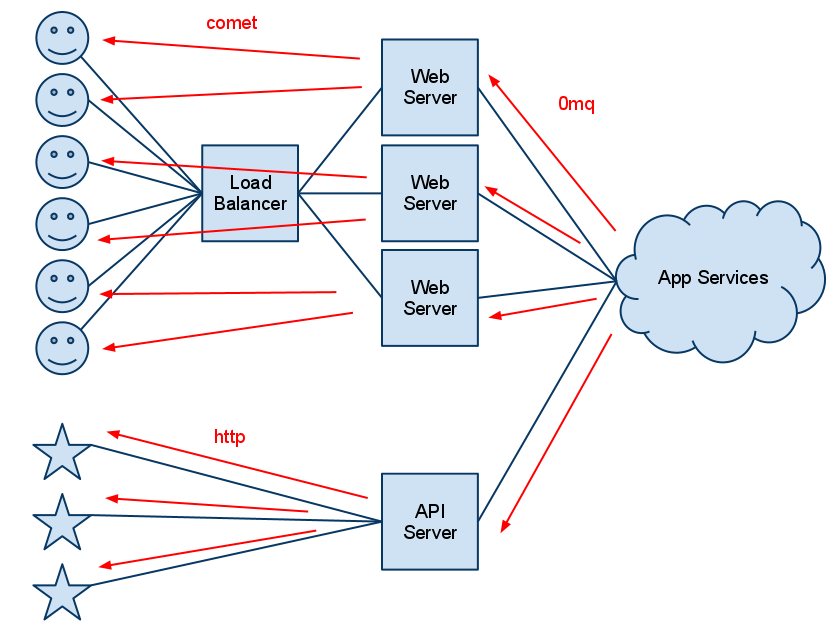 comet
Web
Server
0mq
Load
Balancer
Web
Server
App Services
Web
Server
http
API
Server